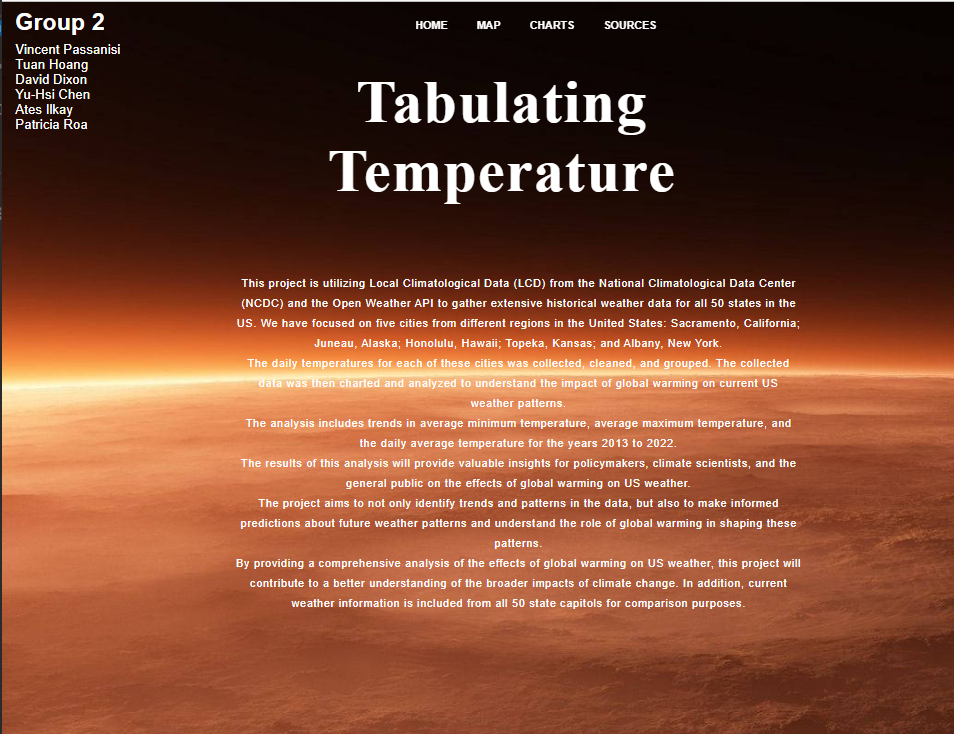 Group 2
Vincent Passanisi
Tuan Hoang
David Dixon
Yu-Hsi Chen
Ates Ilkay
Patricia Roa
HOME MAP CHARTS SOURCES
Tabulating
Temperature
This project is utilizing Local Climatological Data (LCD) from the National Climatological Data Center
(NCDC) and the Open Weather API to gather extensive historical weather data for all 50 states in the
US. We have focused on five cities from different regions in the United States: Sacramento, California;
Juneau, Alaska; Honolulu, Hawaii; Topeka, Kansas; and Albany, New York.
The daily temperatures for each of these cities was collected, cleaned, and grouped. The collected
data was then charted and analyzed to understand the impact of global warming on current US
weather patterns.
The analysis includes trends in average minimum temperature, average maximum temperature, and
the daily average temperature for the years 2013 to 2022.
The results of this analysis will provide valuable insights for policymakers, climate scientists, and the
general public on the effects of global warming on US weather.
The project aims to not only identify trends and patterns in the data, but also to make informed
predictions about future weather patterns and understand the role of global warming in shaping these
patterns.
By providing a comprehensive analysis of the effects of global warming on US weather, this project will
contribute to a better understanding of the broader impacts of climate change. In addition, current
weather information is included from all 50 state capitols for comparison purposes.